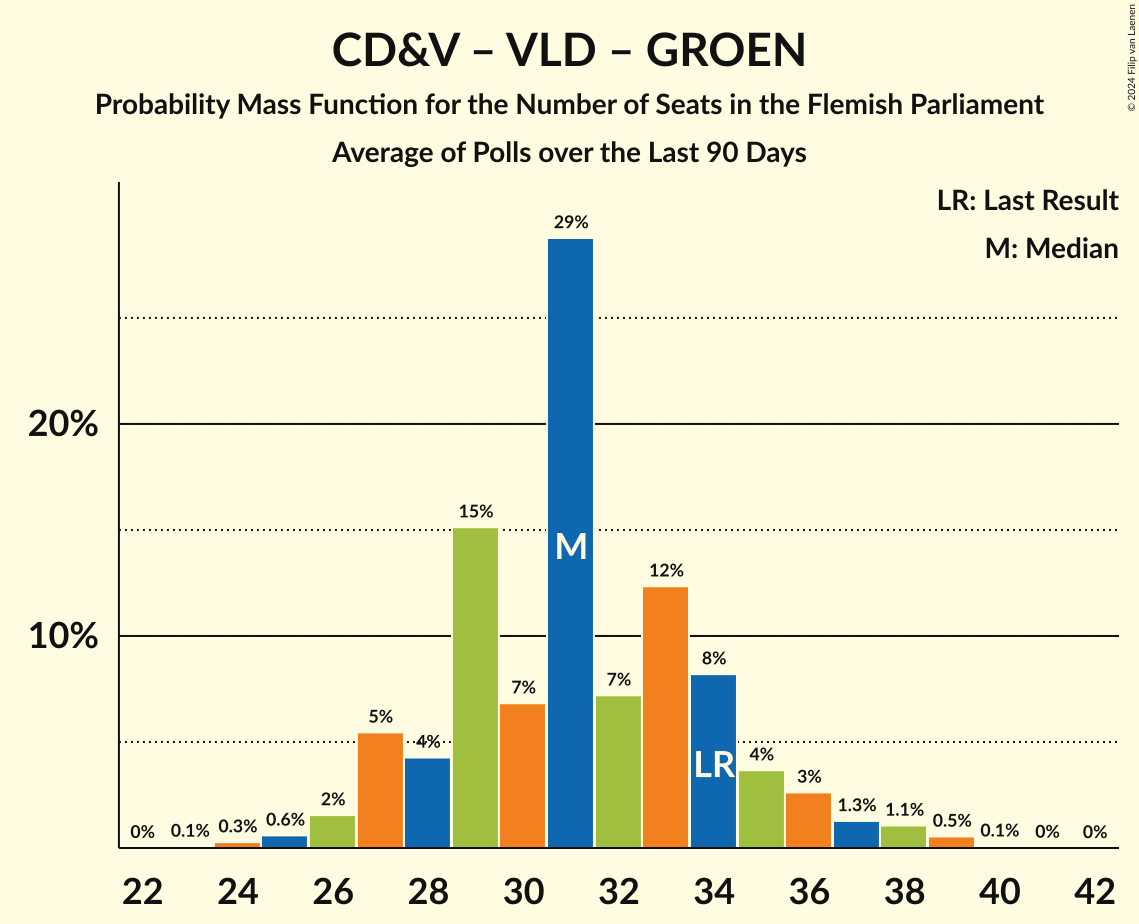 © 2024 Filip van Laenen
CD&V – VLD – GROEN
Probability Mass Function for the Number of Seats in the Flemish Parliament
Average of Polls over the Last 90 Days
LR: Last Result
M: Median
20%
10%
0%
0.1%
0.3%
0.6%
2%
5%
4%
15%
7%
29%
M
7%
12%
8%
LR
4%
3%
1.3%
1.1%
0.5%
0.1%
0%
0%
22 24 26 28 30 32 34 36 38 40 42